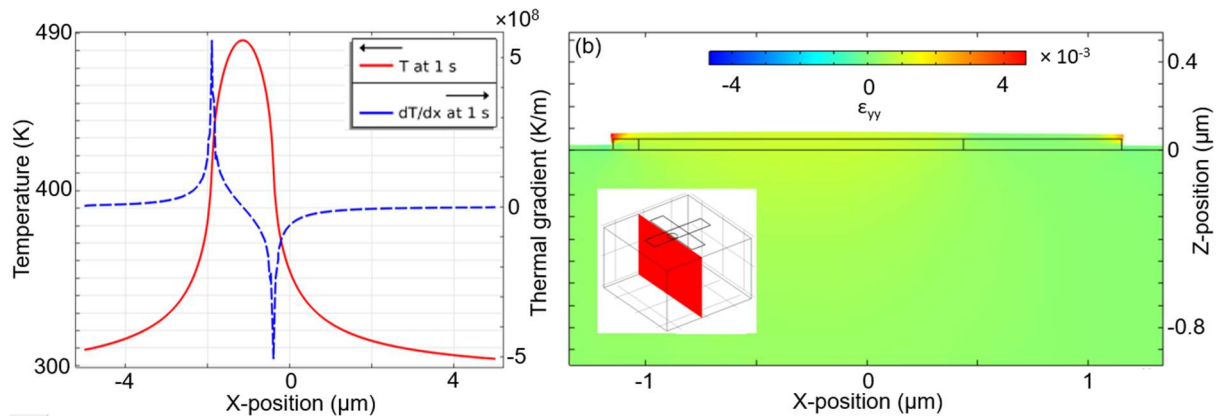 490
400
300
Temperature (K)
×10⁸
5
0
-5
Thermal gradient (K/m)
T at 1 s
dT/dx at 1 s
-4
0
4
X-position (µm)
(b)
× 10⁻³
-4
0
4
εyy
0.4
0
-0.8
Z-position (µm)
-1
0
1
X-position (µm)